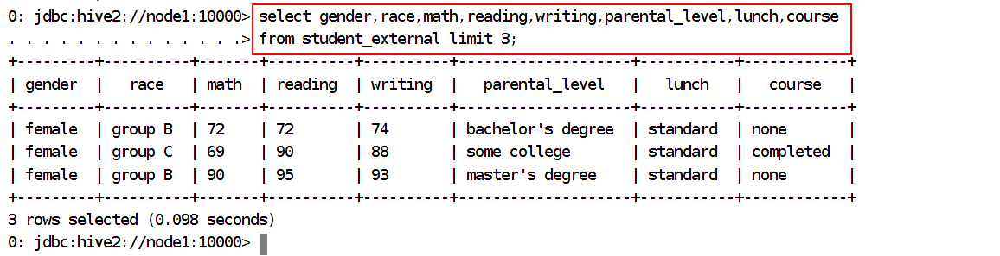 0: jdbc:hive2://node1:10000> select gender,race,math,reading,writing,parental_level,lunch,course
. . . . . . . . . . . . . .> from student_external limit 3;
+---------+----------+-------+----------+----------+---------------------+-----------+------------+
| gender  |   race   | math  | reading  | writing  |   parental_level    |   lunch   |   course   |
+---------+----------+-------+----------+----------+---------------------+-----------+------------+
| female  | group B  | 72    | 72       | 74       | bachelor's degree   | standard  | none       |
| female  | group C  | 69    | 90       | 88       | some college        | standard  | completed  |
| female  | group B  | 90    | 95       | 93       | master's degree     | standard  | none       |
+---------+----------+-------+----------+----------+---------------------+-----------+------------+
3 rows selected (0.098 seconds)
0: jdbc:hive2://node1:10000>